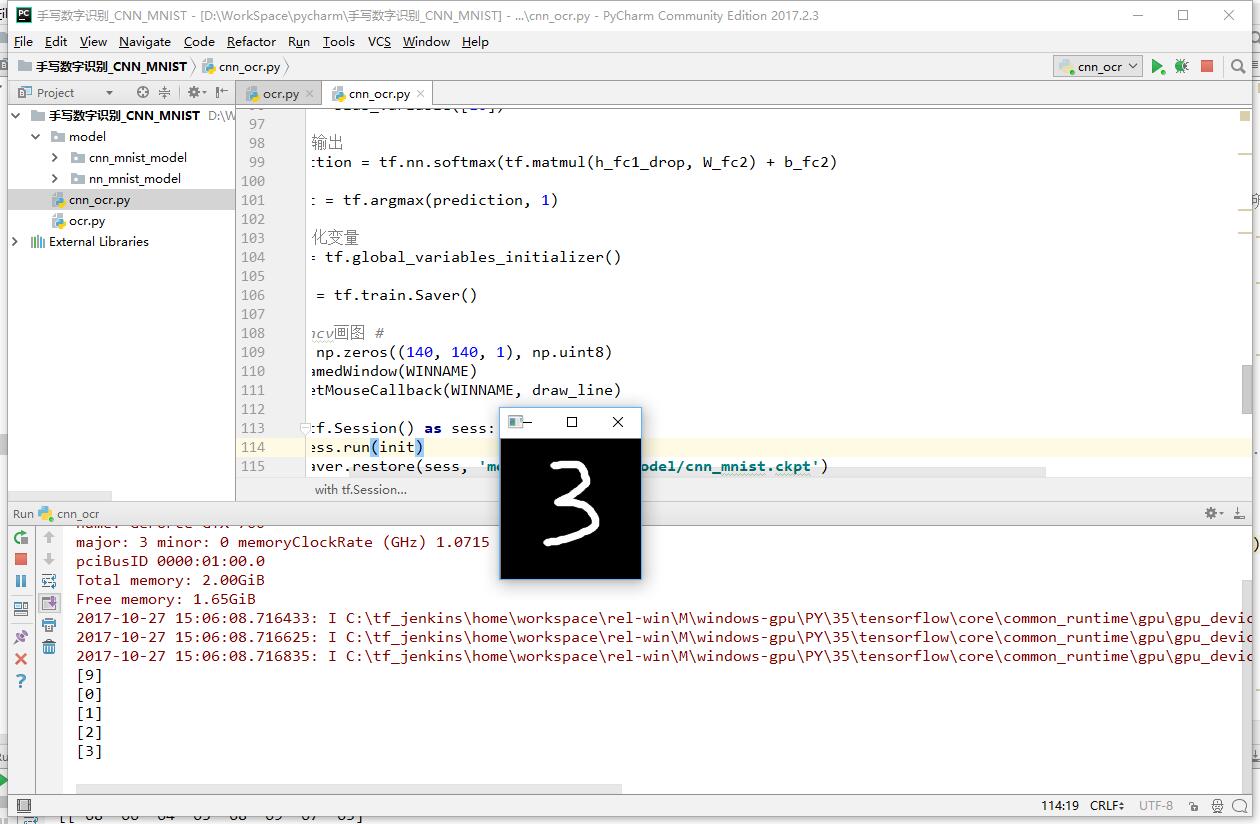 手写数字识别_CNN_MNIST - [D:\WorkSpace\pycharm\手写数字识别_CNN_MNIST] - ...\cnn_ocr.py - PyCharm Community Edition 2017.2.3
File Edit View Navigate Code Refactor Run Tools VCS Window Help
手写数字识别_CNN_MNIST cnn_ocr.py cnn_ocr
Project ocr.py cnn_ocr.py
手写数字识别_CNN_MNIST D:\W
model
cnn_mnist_model
nn_mnist_model
cnn_ocr.py
ocr.py
External Libraries
97
98 输出
99 ction = tf.nn.softmax(tf.matmul(h_fc1_drop, W_fc2) + b_fc2)
100
101 : = tf.argmax(prediction, 1)
102
103 化变量
104 = tf.global_variables_initializer()
105
106 = tf.train.Saver()
107
108 ncv画图 #
109 np.zeros((140, 140, 1), np.uint8)
110 amedWindow(WINNAME)
111 etMouseCallback(WINNAME, draw_line)
112
113 tf.Session() as sess:
114 ess.run(init)
115 aver.restore(sess, 'm odel/cnn_mnist.ckpt')
with tf.Session...
3
Run cnn_ocr
major: 3 minor: 0 memoryClockRate (GHz) 1.0715
pciBusID 0000:01:00.0
Total memory: 2.00GiB
Free memory: 1.65GiB
2017-10-27 15:06:08.716433: I C:\tf_jenkins\home\workspace\rel-win\M\windows-gpu\PY\35\tensorflow\core\common_runtime\gpu\gpu_devic
2017-10-27 15:06:08.716625: I C:\tf_jenkins\home\workspace\rel-win\M\windows-gpu\PY\35\tensorflow\core\common_runtime\gpu\gpu_devic
2017-10-27 15:06:08.716835: I C:\tf_jenkins\home\workspace\rel-win\M\windows-gpu\PY\35\tensorflow\core\common_runtime\gpu\gpu_devic
[9]
[0]
[1]
[2]
[3]
114:19 CRLF UTF-8